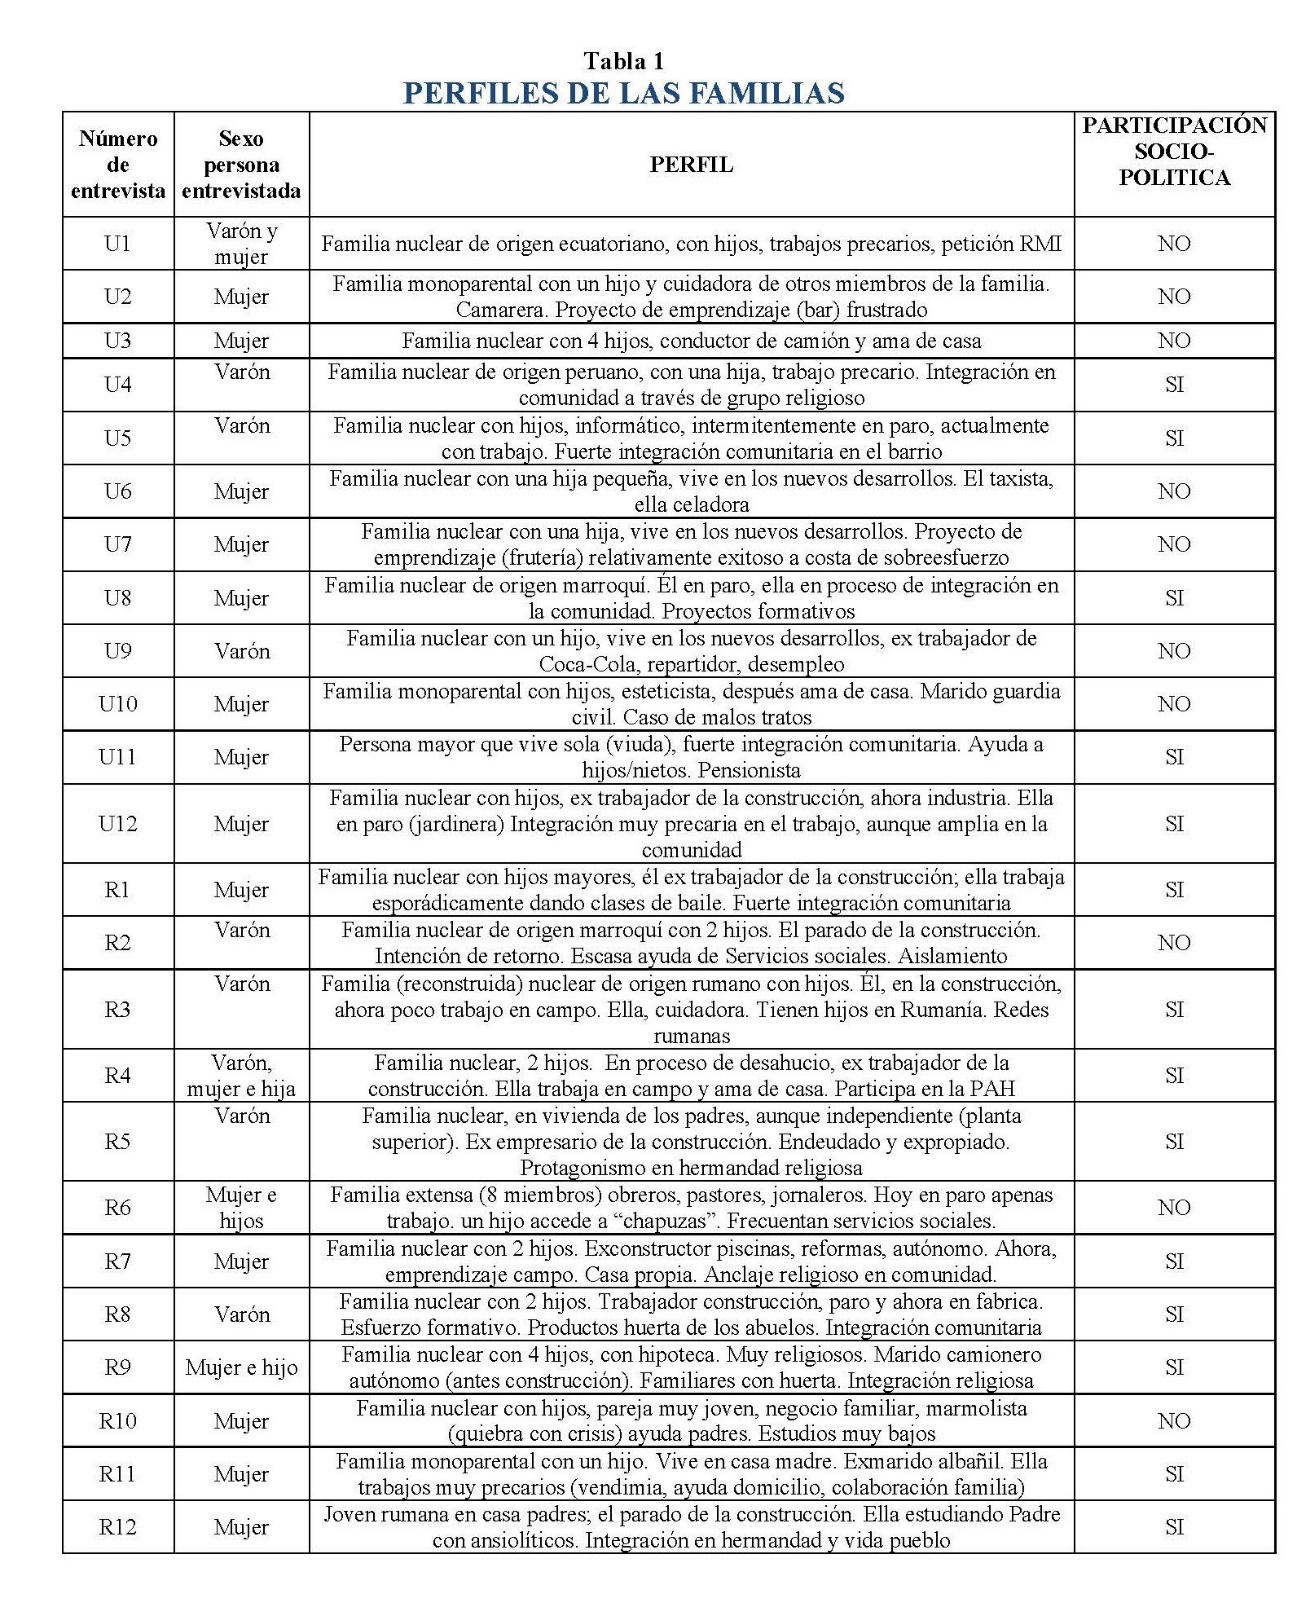 Tabla 1
PERFILES DE LAS FAMILIAS
Número de entrevista
Sexo persona entrevistada
PERFIL
PARTICIPACIÓN SOCIO-POLITICA
U1
Varón y mujer
Familia nuclear de origen ecuatoriano, con hijos, trabajos precarios, petición RMI
NO
U2
Mujer
Familia monoparental con un hijo y cuidadora de otros miembros de la familia.
Camarera. Proyecto de emprendizaje (bar) frustrado
NO
U3
Mujer
Familia nuclear con 4 hijos, conductor de camión y ama de casa
NO
U4
Varón
Familia nuclear de origen peruano, con una hija, trabajo precario. Integración en
comunidad a través de grupo religioso
SI
U5
Varón
Familia nuclear con hijos, informático, intermitentemente en paro, actualmente
con trabajo. Fuerte integración comunitaria en el barrio
SI
U6
Mujer
Familia nuclear con una hija pequeña, vive en los nuevos desarrollos. El taxista,
ella celadora
NO
U7
Mujer
Familia nuclear con una hija, vive en los nuevos desarrollos. Proyecto de
emprendizaje (frutería) relativamente exitoso a costa de sobreesfuerzo
NO
U8
Mujer
Familia nuclear de origen marroquí. Él en paro, ella en proceso de integración en
la comunidad. Proyectos formativos
SI
U9
Varón
Familia nuclear con un hijo, vive en los nuevos desarrollos, ex trabajador de
Coca-Cola, repartidor, desempleo
NO
U10
Mujer
Familia monoparental con hijos, esteticista, después ama de casa. Marido guardia
civil. Caso de malos tratos
NO
U11
Mujer
Persona mayor que vive sola (viuda), fuerte integración comunitaria. Ayuda a
hijos/nietos. Pensionista
SI
U12
Mujer
Familia nuclear con hijos, ex trabajador de la construcción, ahora industria. Ella
en paro (jardinera) Integración muy precaria en el trabajo, aunque amplia en la
comunidad
SI
R1
Mujer
Familia nuclear con hijos mayores, él ex trabajador de la construcción; ella trabaja
esporádicamente dando clases de baile. Fuerte integración comunitaria
SI
R2
Varón
Familia nuclear de origen marroquí con 2 hijos. El parado de la construcción.
Intención de retorno. Escasa ayuda de Servicios sociales. Aislamiento
NO
R3
Varón
Familia (reconstruida) nuclear de origen rumano con hijos. Él, en la construcción,
ahora poco trabajo en campo. Ella, cuidadora. Tienen hijos en Rumanía. Redes
rumanas
SI
R4
Varón,
mujer e hija
Familia nuclear, 2 hijos. En proceso de desahucio, ex trabajador de la
construcción. Ella trabaja en campo y ama de casa. Participa en la PAH
SI
R5
Varón
Familia nuclear, en vivienda de los padres, aunque independiente (planta
superior). Ex empresario de la construcción. Endeudado y expropiado.
Protagonismo en hermandad religiosa
SI
R6
Mujer e
hijos
Familia extensa (8 miembros) obreros, pastores, jornaleros. Hoy en paro apenas
trabajo. un hijo accede a “chapuzas”. Frecuentan servicios sociales.
NO
R7
Mujer
Familia nuclear con 2 hijos. Exconstructor piscinas, reformas, autónomo. Ahora,
emprendizaje campo. Casa propia. Anclaje religioso en comunidad.
SI
R8
Varón
Familia nuclear con 2 hijos. Trabajador construcción, paro y ahora en fabrica.
Esfuerzo formativo. Productos huerta de los abuelos. Integración comunitaria
SI
R9
Mujer e hijo
Familia nuclear con 4 hijos, con hipoteca. Muy religiosos. Marido camionero
autónomo (antes construcción). Familiares con huerta. Integración religiosa
SI
R10
Mujer
Familia nuclear con hijos, pareja muy joven, negocio familiar, marmolista
(quiebra con crisis) ayuda padres. Estudios muy bajos
NO
R11
Mujer
Familia monoparental con un hijo. Vive en casa madre. Exmarido albañil. Ella
trabajos muy precarios (vendimia, ayuda domicilio, colaboración familia)
SI
R12
Mujer
Joven rumana en casa padres; el parado de la construcción. Ella estudiando Padre
con ansiolíticos. Integración en hermandad y vida pueblo
SI